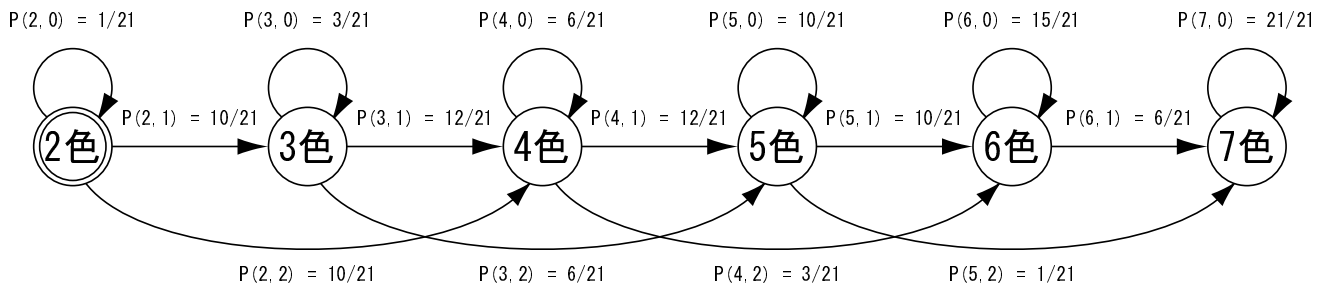 P(2,0) = 1/21
P(3,0) = 3/21
P(4,0) = 6/21
P(5,0) = 10/21
P(6,0) = 15/21
P(7,0) = 21/21
P(2,1) = 10/21
P(3,1) = 12/21
P(4,1) = 12/21
P(5,1) = 10/21
P(6,1) = 6/21
2色
3色
4色
5色
6色
7色
P(2,2) = 10/21
P(3,2) = 6/21
P(4,2) = 3/21
P(5,2) = 1/21